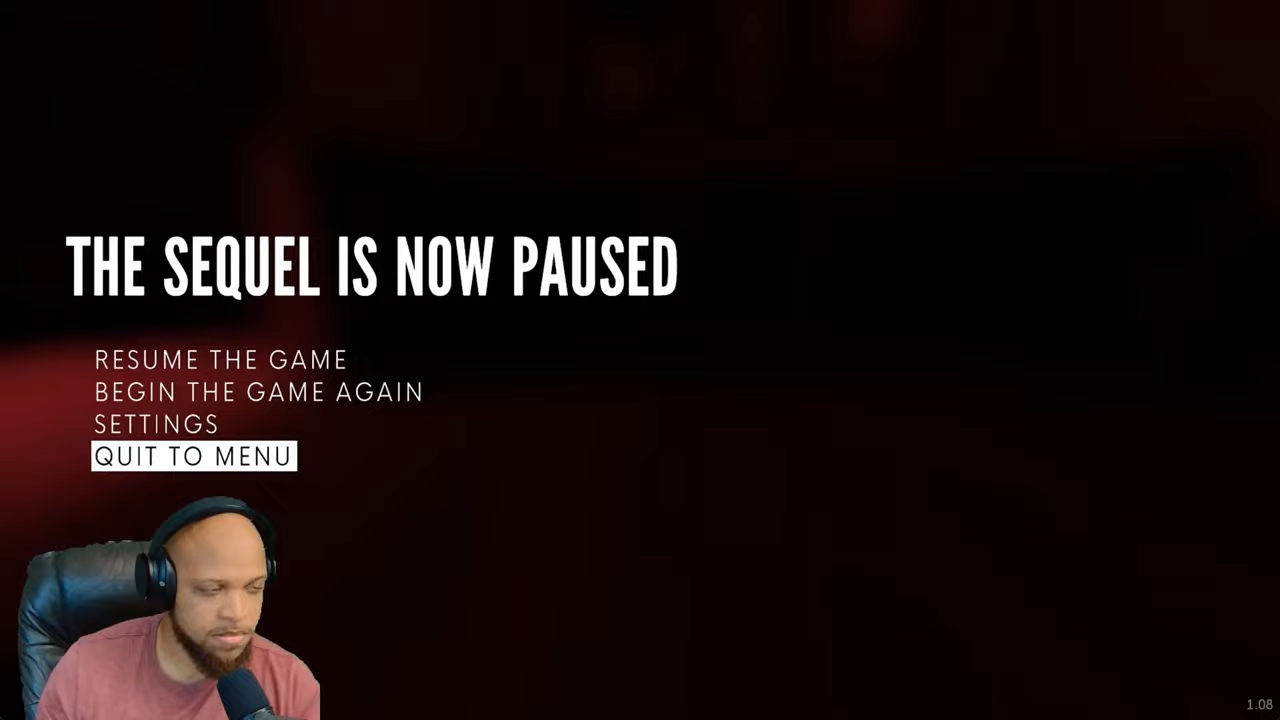 THE SEQUEL IS NOW PAUSED
RESUME THE GAME
BEGIN THE GAME AGAIN
SETTINGS
QUIT TO MENU
1.08